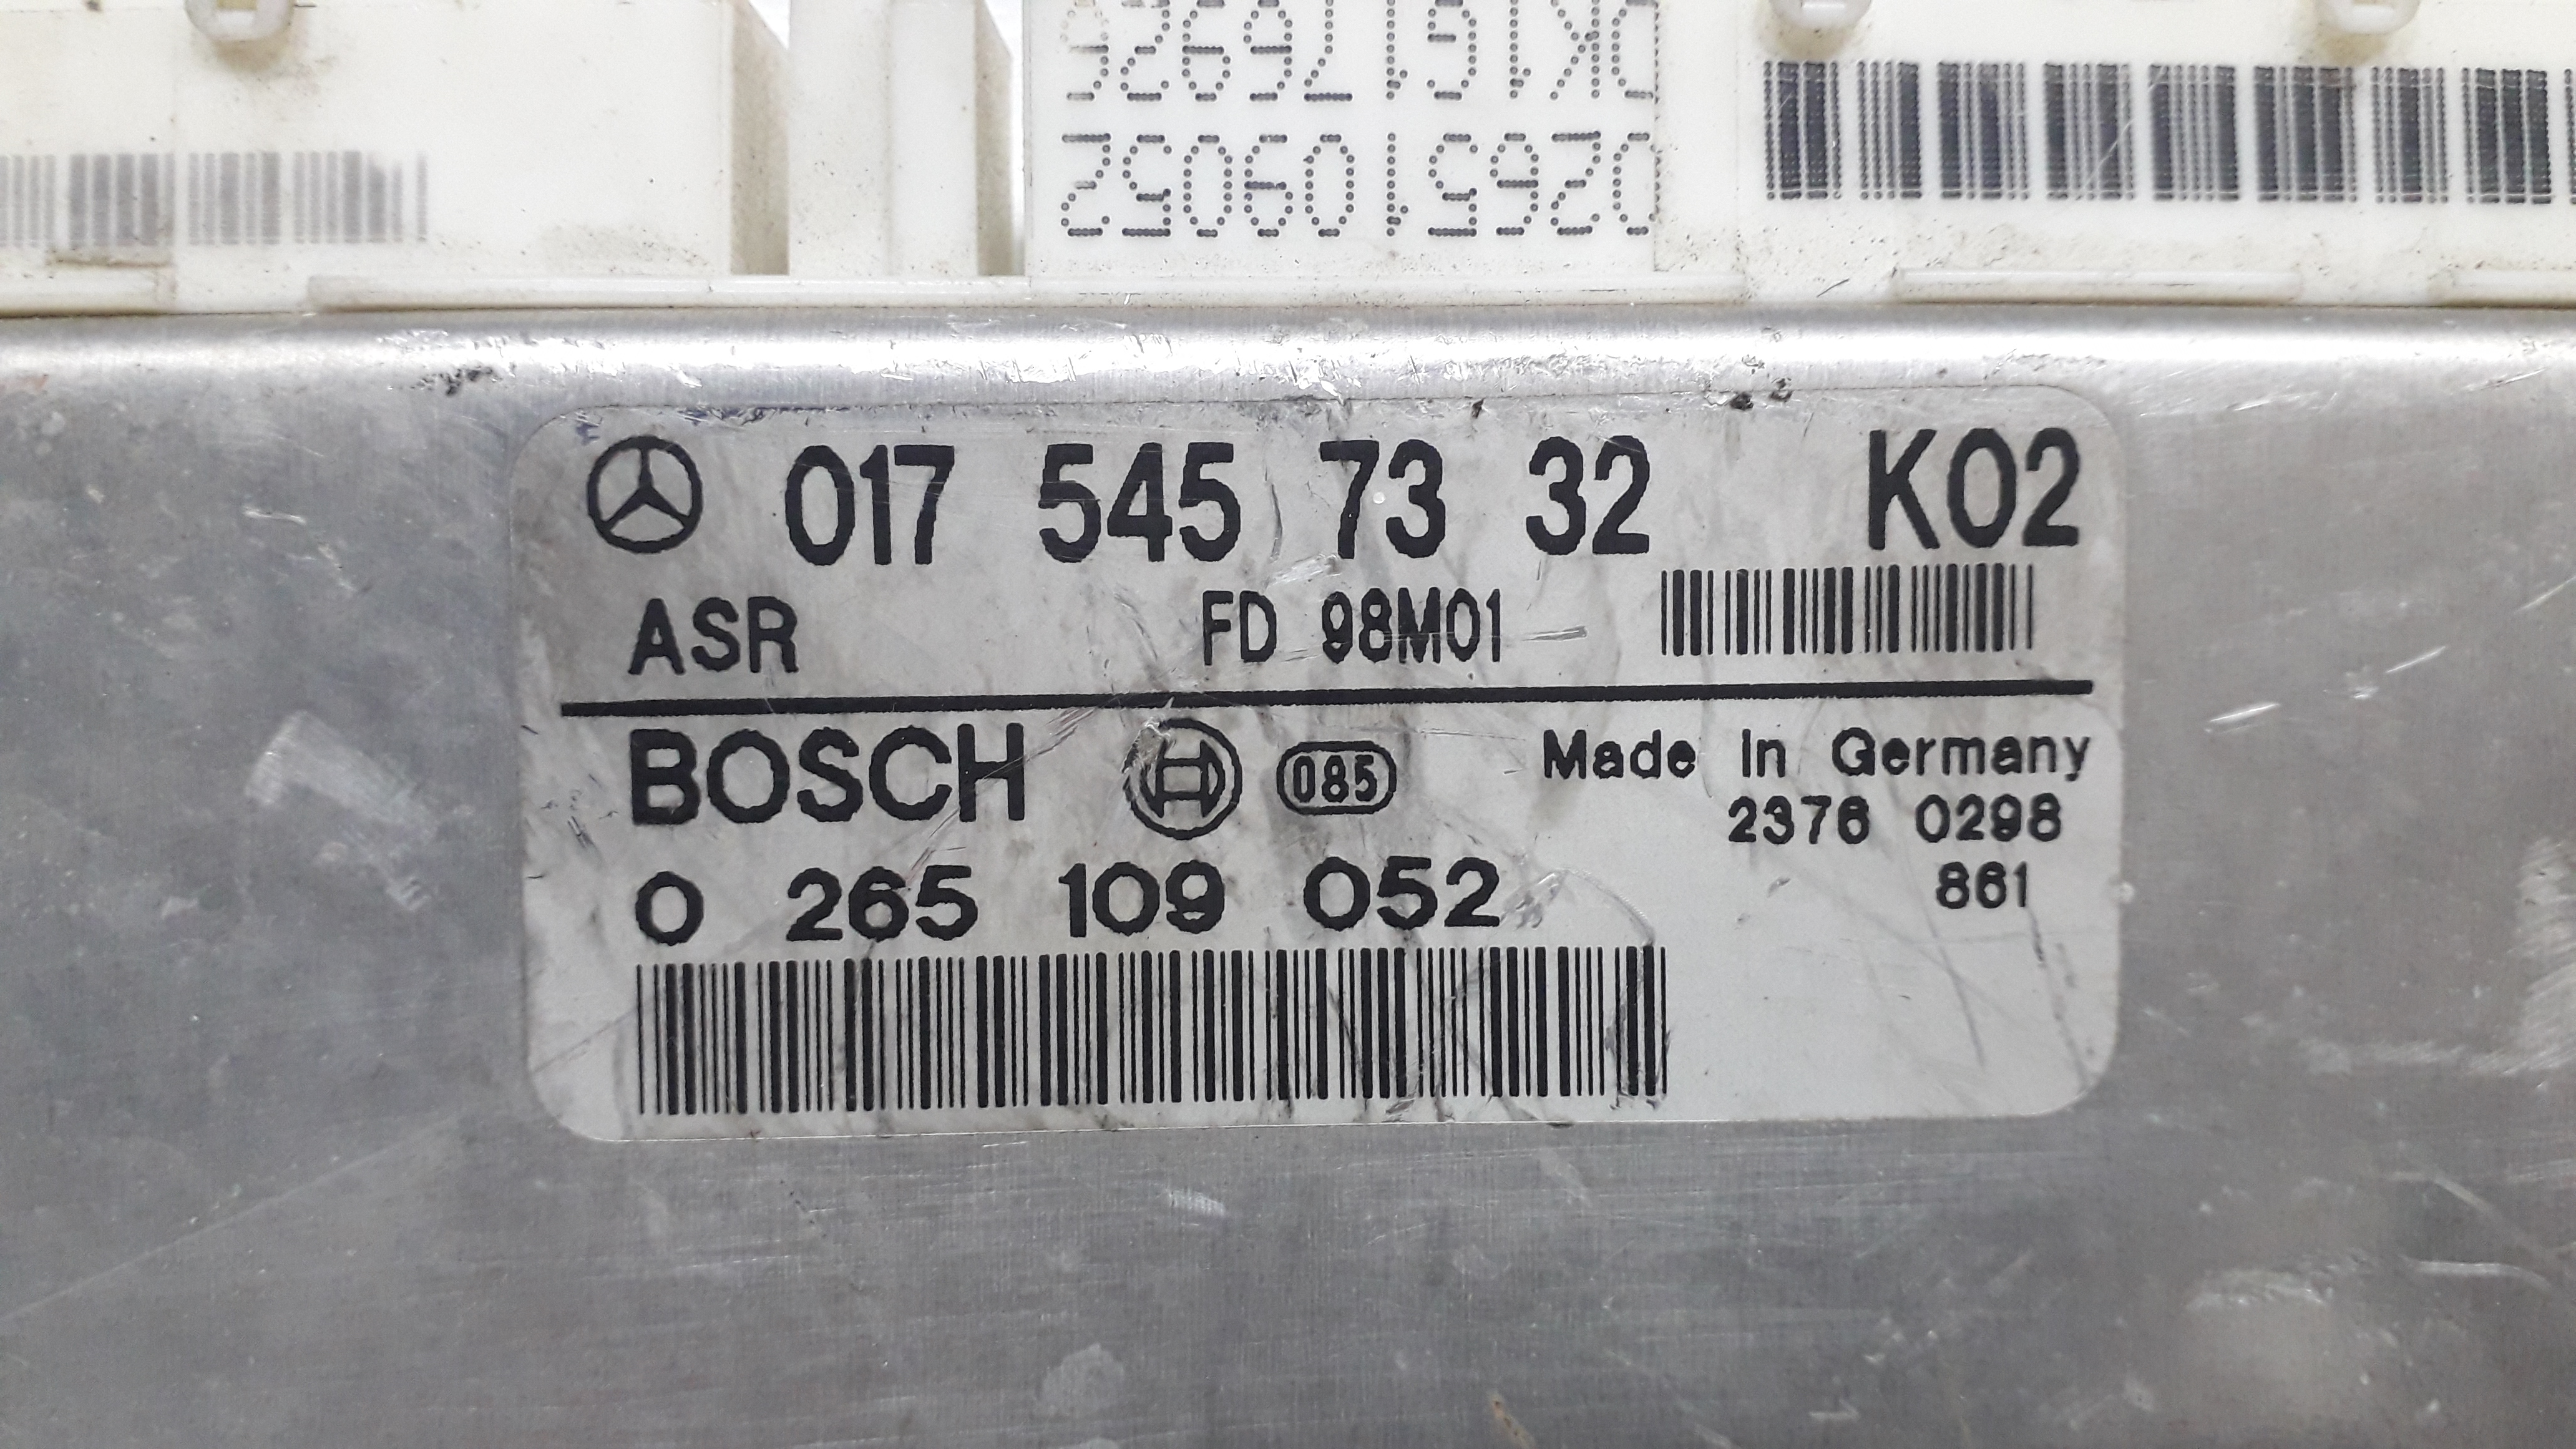 0265109052
017 545 73 32 K02
ASR FD 98M01
BOSCH 085 Made in Germany
2376 0298
861
0 265 109 052